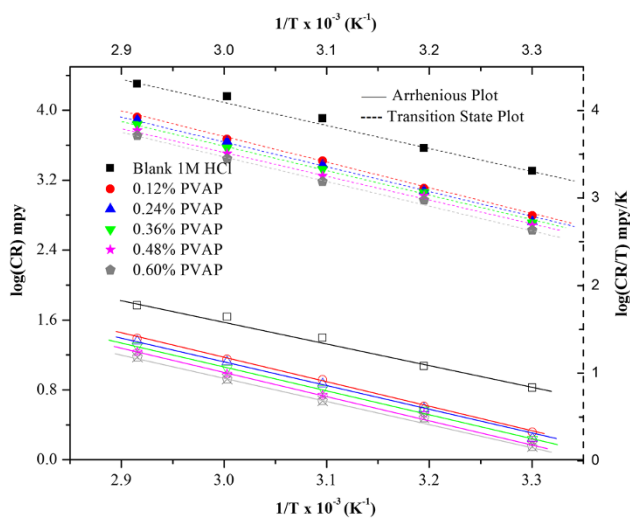 1/T x 10⁻³ (K⁻¹)
2.9 3.0 3.1 3.2 3.3
Arrhenious Plot
Transition State Plot
Blank 1M HCl
0.12% PVAP
0.24% PVAP
0.36% PVAP
0.48% PVAP
0.60% PVAP
log(CR) mpy
4.0
3.2
2.4
1.6
0.8
0.0
log(CR/T) mpy/K
4
3
2
1
0
2.9 3.0 3.1 3.2 3.3
1/T x 10⁻³ (K⁻¹)